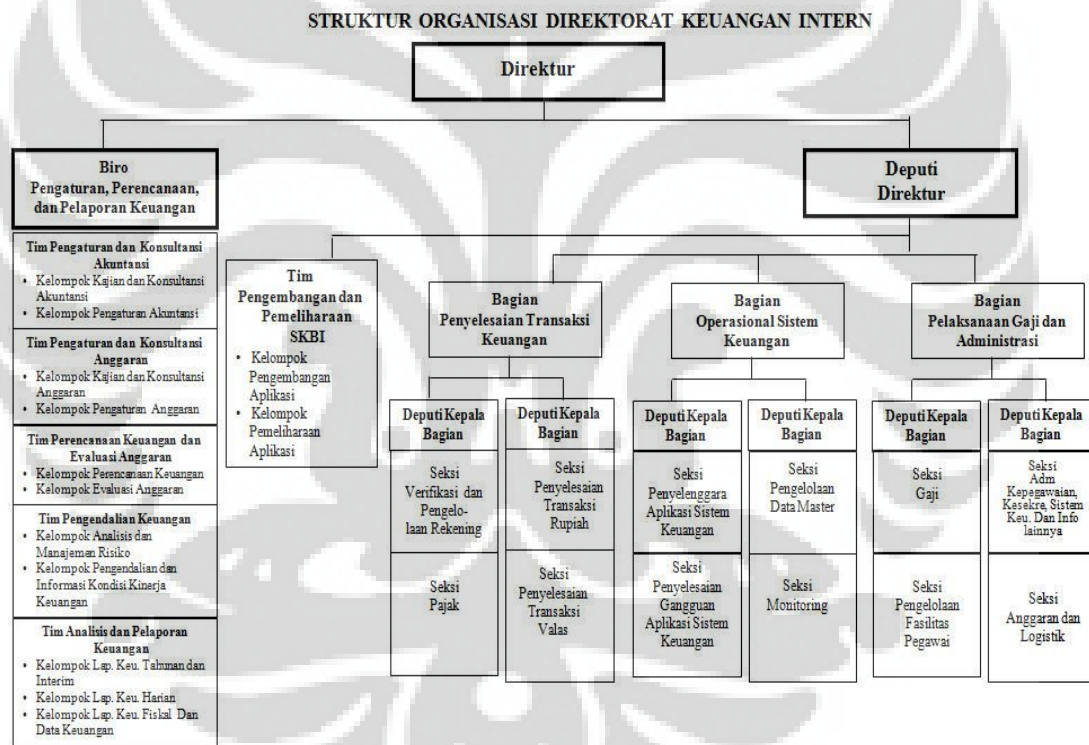 STRUKTUR ORGANISASI DIREKTORAT KEUANGAN INTERN
Direktur
Biro
Pengaturan, Perencanaan,
dan Pelaporan Keuangan
Deputi
Direktur
Tim Pengaturan dan Konsultansi
Akuntansi
• Kelompok Kajian dan Konsultansi
Akuntansi
• Kelompok Pengaturan Akuntansi
Tim Pengaturan dan Konsultansi
Anggaran
• Kelompok Kajian dan Konsultansi
Anggaran
• Kelompok Pengaturan Anggaran
Tim Perencanaan Keuangan dan
Evaluasi Anggaran
• Kelompok Perencanaan Keuangan
• Kelompok Evaluasi Anggaran
Tim Pengendalian Keuangan
• Kelompok Analisis dan
Manajemen Risiko
• Kelompok Pengendalian dan
Informasi Kondisi Kinerja
Keuangan
Tim Analisis dan Pelaporan
Keuangan
• Kelompok Lap. Keu. Tahunan dan
Interim
• Kelompok Lap. Keu. Harian
• Kelompok Lap. Keu. Fiskal Dan
Data Keuangan
Tim
Pengembangan dan
Pemeliharaan
SKBI
• Kelompok
Pengembangan
Aplikasi
• Kelompok
Pemeliharaan
Aplikasi
Bagian
Penyelesaian Transaksi
Keuangan
Deputi Kepala
Bagian
Seksi
Verifikasi dan
Pengelo-
laan Rekening
Seksi
Pajak
Deputi Kepala
Bagian
Seksi
Penyelesaian
Transaksi
Rupiah
Seksi
Penyelesaian
Transaksi
Valas
Bagian
Operasional Sistem
Keuangan
Deputi Kepala
Bagian
Seksi
Penyelenggara
Aplikasi Sistem
Keuangan
Seksi
Penyelesaian
Gangguan
Aplikasi Sistem
Keuangan
Deputi Kepala
Bagian
Seksi
Pengelolaan
Data Master
Seksi
Monitoring
Bagian
Pelaksanaan Gaji dan
Administrasi
Deputi Kepala
Bagian
Seksi
Gaji
Seksi
Pengelolaan
Fasilitas
Pegawai
Deputi Kepala
Bagian
Seksi
Adm
Kepegawaian,
Kesekre, Sistem
Keu. Dan Info
lainnya
Seksi
Anggaran dan
Logistik